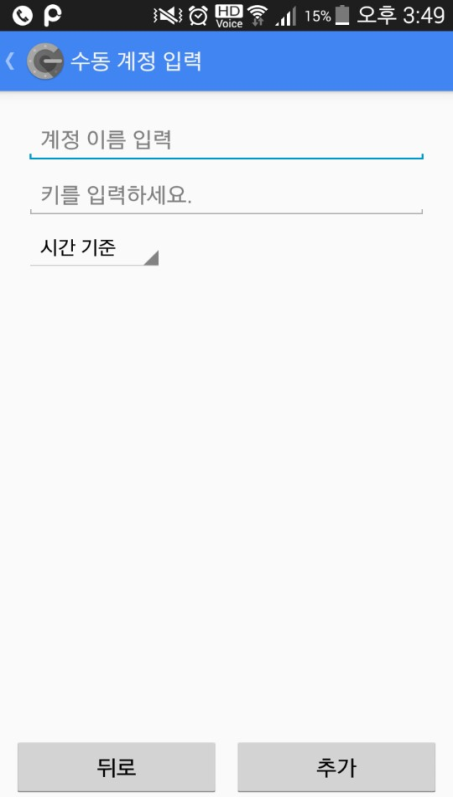 HD Voice 15% 오후 3:49
수동 계정 입력
계정 이름 입력
키를 입력하세요.
시간 기준
뒤로 추가